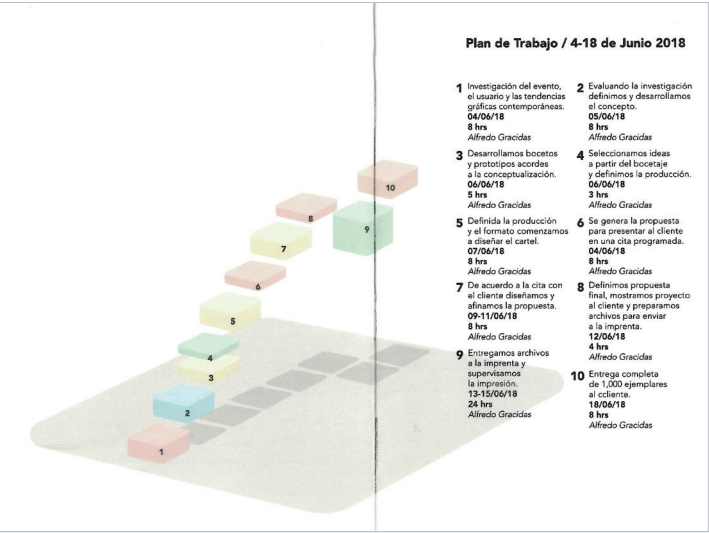 Plan de Trabajo / 4-18 de Junio 2018
1 Investigación del evento,
el usuario y las tendencias
gráficas contemporáneas.
04/06/18
8 hrs
Alfredo Gracidas
2 Evaluando la investigación
definimos y desarrollamos
el concepto.
05/06/18
8 hrs
Alfredo Gracidas
3 Desarrollamos bocetos
y prototipos acordes
a la conceptualización.
06/06/18
5 hrs
Alfredo Gracidas
4 Seleccionamos ideas
a partir del bocetaje
y definimos la producción.
06/06/18
3 hrs
Alfredo Gracidas
5 Definida la producción
y el formato comenzamos
a diseñar el cartel.
07/06/18
8 hrs
Alfredo Gracidas
6 Se genera la propuesta
para presentar al cliente
en una cita programada.
04/06/18
8 hrs
Alfredo Gracidas
7 De acuerdo a la cita con
el cliente diseñamos y
afinamos la propuesta.
09-11/06/18
8 hrs
Alfredo Gracidas
8 Definimos propuesta
final, mostramos proyecto
al cliente y preparamos
archivos para enviar
a la imprenta.
12/06/18
4 hrs
Alfredo Gracidas
9 Entregamos archivos
a la imprenta y
supervisamos
la impresión.
13-15/06/18
24 hrs
Alfredo Gracidas
10 Entrega completa
de 1,000 ejemplares
al ccliente.
18/06/18
8 hrs
Alfredo Gracidas
10
8
9
7
6
5
4
3
2
1